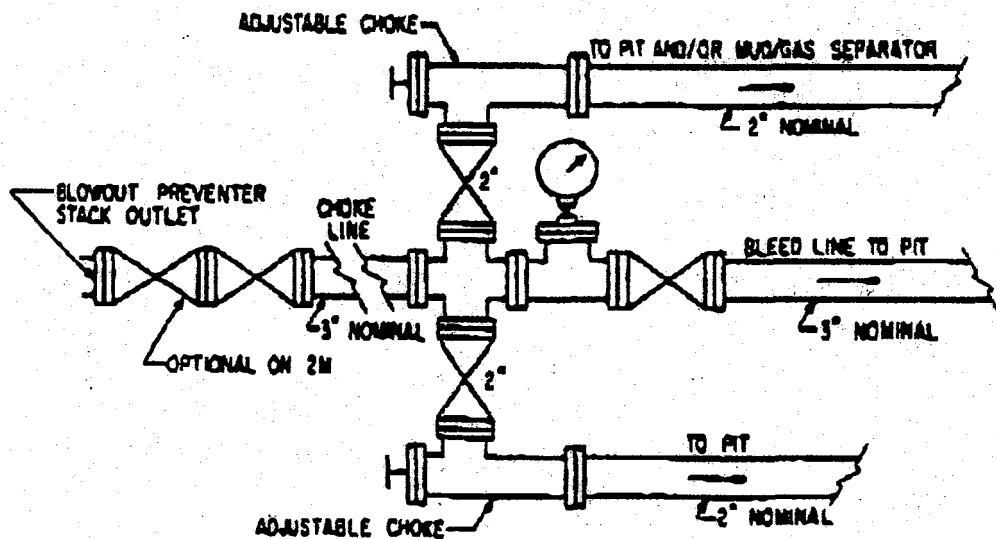 ADJUSTABLE CHOKE
TO PIT AND/OR MUD/GAS SEPARATOR
2" NOMINAL
2"
BLOWOUT PREVENTER
STACK OUTLET
CHOKE
LINE
BLEED LINE TO PIT
3" NOMINAL
3" NOMINAL
OPTIONAL ON 2M
2"
TO PIT
2" NOMINAL
ADJUSTABLE CHOKE